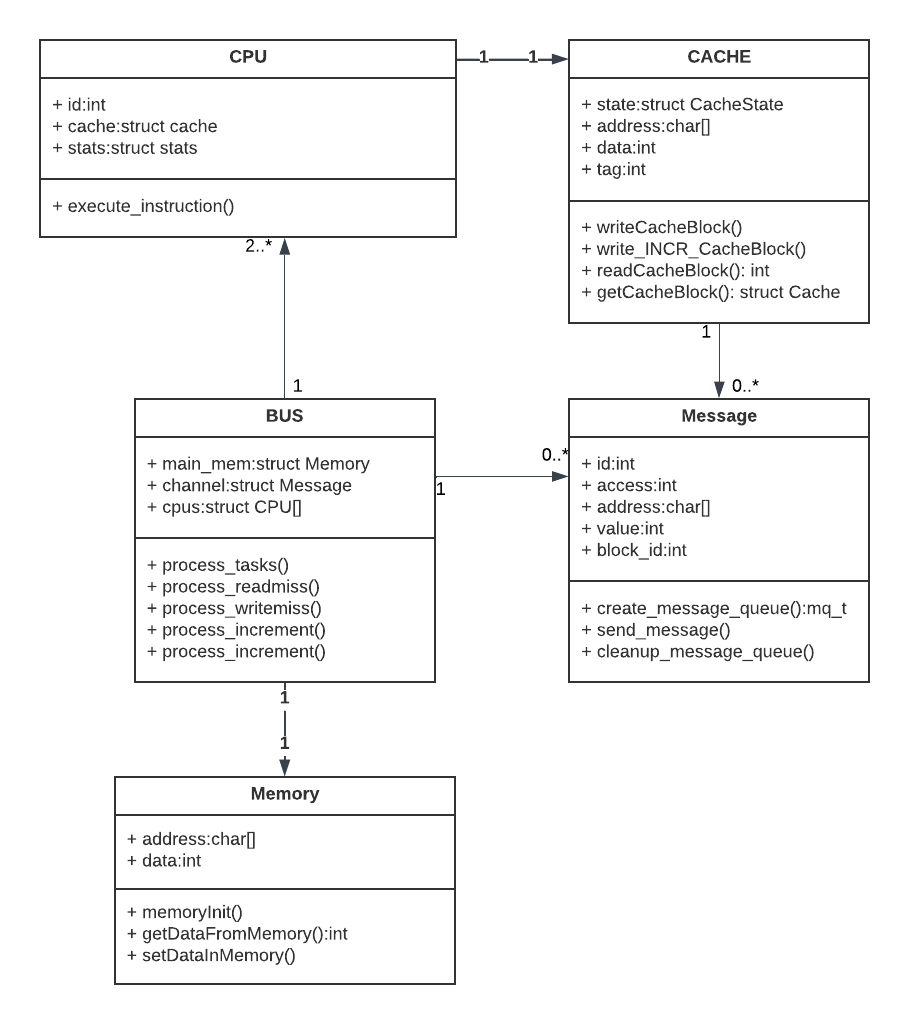 CPU
+ id:int
+ cache:struct cache
+ stats:struct stats
+ execute_instruction()
1
1
CACHE
+ state:struct CacheState
+ address:char[]
+ data:int
+ tag:int
+ writeCacheBlock()
+ write_INCR_CacheBlock()
+ readCacheBlock(): int
+ getCacheBlock(): struct Cache
2..*
1
1
0..*
BUS
+ main_mem:struct Memory
+ channel:struct Message
+ cpus:struct CPU[]
+ process_tasks()
+ process_readmiss()
+ process_writemiss()
+ process_increment()
+ process_increment()
1
0..*
Message
+ id:int
+ access:int
+ address:char[]
+ value:int
+ block_id:int
+ create_message_queue():mq_t
+ send_message()
+ cleanup_message_queue()
1
1
Memory
+ address:char[]
+ data:int
+ memoryInit()
+ getDataFromMemory():int
+ setDataInMemory()